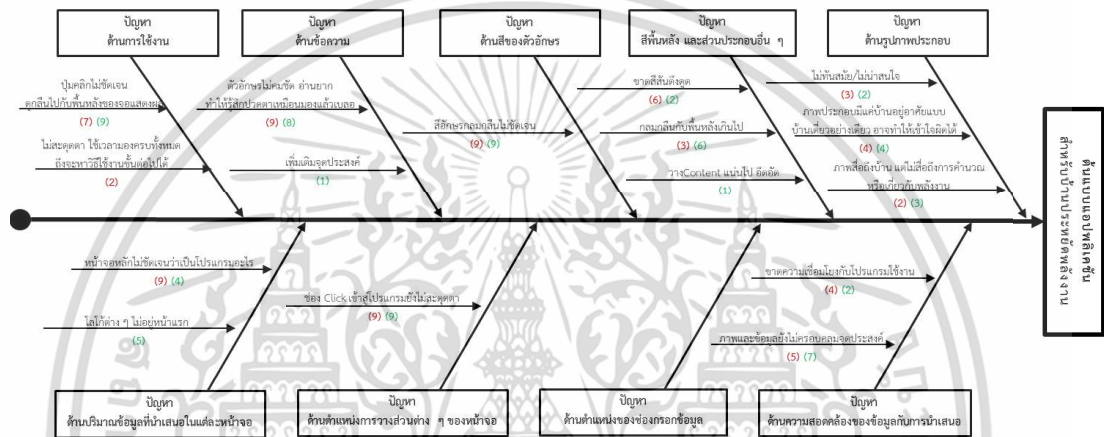 ปัญหา
ด้านการใช้งาน
ปัญหา
ด้านข้อความ
ปัญหา
ด้านสีของตัวอักษร
ปัญหา
สีพื้นหลัง และส่วนประกอบอื่น ๆ
ปัญหา
ด้านรูปภาพประกอบ
ปุ่มคลิกไม่ชัดเจน
ดูกลืนไปกับพื้นหลังของจอแสดงผล
(7) (9)
ไม่สะดุดตา ใช้เวลามองครบทั้งหมด
ถึงจะหาวิธีใช้งานขั้นต่อไปได้
(2)
ตัวอักษรไม่คมชัด อ่านยาก
ทำให้รู้สึกปวดตาเหมือนมองแล้วเบลอ
(9) (8)
เพิ่มเติมจุดประสงค์
(1)
สีอักษรกลมกลืนไม่ชัดเจน
(9) (9)
ขาดสีสันดึงดูด
(6) (2)
กลมกลืนกับพื้นหลังเกินไป
(3) (6)
วางContent แน่นไป อึดอัด
(1)
ไม่ทันสมัย/ไม่น่าสนใจ
(3) (2)
ภาพประกอบมีแค่บ้านอยู่อาศัยแบบ
บ้านเดี่ยวอย่างเดียว อาจทำให้เข้าใจผิดได้
(4) (4)
ภาพสื่อถึงบ้าน แต่ไม่สื่อถึงการคำนวณ
หรือเกี่ยวกับพลังงาน
(2) (3)
ต้นแบบแอปพลิเคชัน
สำหรับบ้านประหยัดพลังงาน
หน้าจอหลักไม่ชัดเจนว่าเป็นโปรแกรมอะไร
(9) (4)
โลโก้ต่าง ๆ ไม่อยู่หน้าแรก
(5)
ช่อง Click เข้าสู่โปรแกรมยังไม่สะดุดตา
(9) (9)
ขาดความเชื่อมโยงกับโปรแกรมใช้งาน
(4) (2)
ภาพและข้อมูลยังไม่ครอบคลุมจุดประสงค์
(5) (7)
ปัญหา
ด้านปริมาณข้อมูลที่นำเสนอในแต่ละหน้าจอ
ปัญหา
ด้านตำแหน่งการวางส่วนต่าง ๆ ของหน้าจอ
ปัญหา
ด้านตำแหน่งของช่องกรอกข้อมูล
ปัญหา
ด้านความสอดคล้องของข้อมูลกับการนำเสนอ